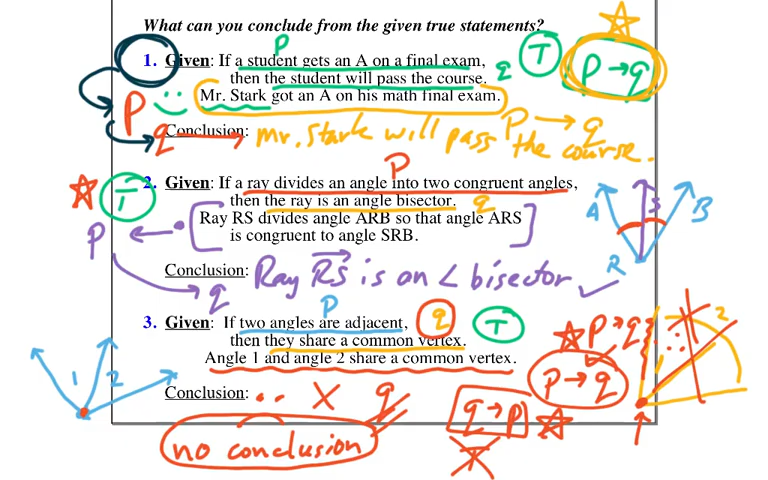 What can you conclude from the given true statements?
P
1. Given: If a student gets an A on a final exam,
then the student will pass the course. q T P → q
Mr. Stark got an A on his math final exam.
P
q Conclusion: Mr. Stark will pass the course. P → q
P
T 2. Given: If a ray divides an angle into two congruent angles,
then the ray is an angle bisector. q
Ray RS divides angle ARB so that angle ARS
is congruent to angle SRB.
P
A S B
R
Conclusion: Ray RS is on < bisector
q
P
3. Given: If two angles are adjacent, q T
then they share a common vertex. P → q
Angle 1 and angle 2 share a common vertex.
P → q
1 2
2
Conclusion: .. X q
q → P
no conclusion